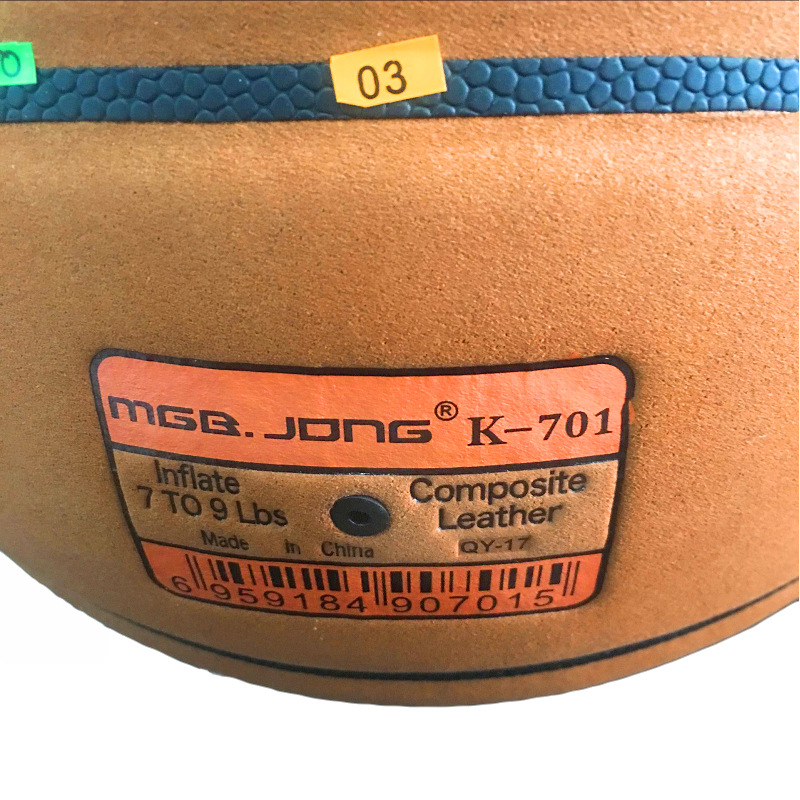 03
MGB. JONG® K-701
Inflate
7 TO 9 Lbs
Composite
Leather
Made in China
QY-17
6 959184 907015